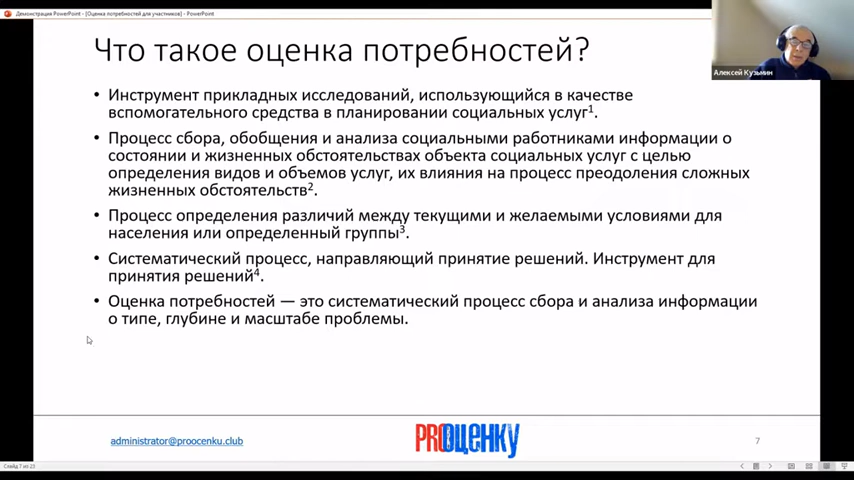 Демонстрация PowerPoint - [Оценка потребностей для участников] - PowerPoint
Что такое оценка потребностей?
Алексей Кузьмин
• Инструмент прикладных исследований, использующийся в качестве
вспомогательного средства в планировании социальных услуг¹.
• Процесс сбора, обобщения и анализа социальными работниками информации о
состоянии и жизненных обстоятельствах объекта социальных услуг с целью
определения видов и объемов услуг, их влияния на процесс преодоления сложных
жизненных обстоятельств².
• Процесс определения различий между текущими и желаемыми условиями для
населения или определенный группы³.
• Систематический процесс, направляющий принятие решений. Инструмент для
принятия решений⁴.
• Оценка потребностей — это систематический процесс сбора и анализа информации
о типе, глубине и масштабе проблемы.
administrator@proocenku.club
PROОЦЕНКУ
7
Слайд 7 из 23